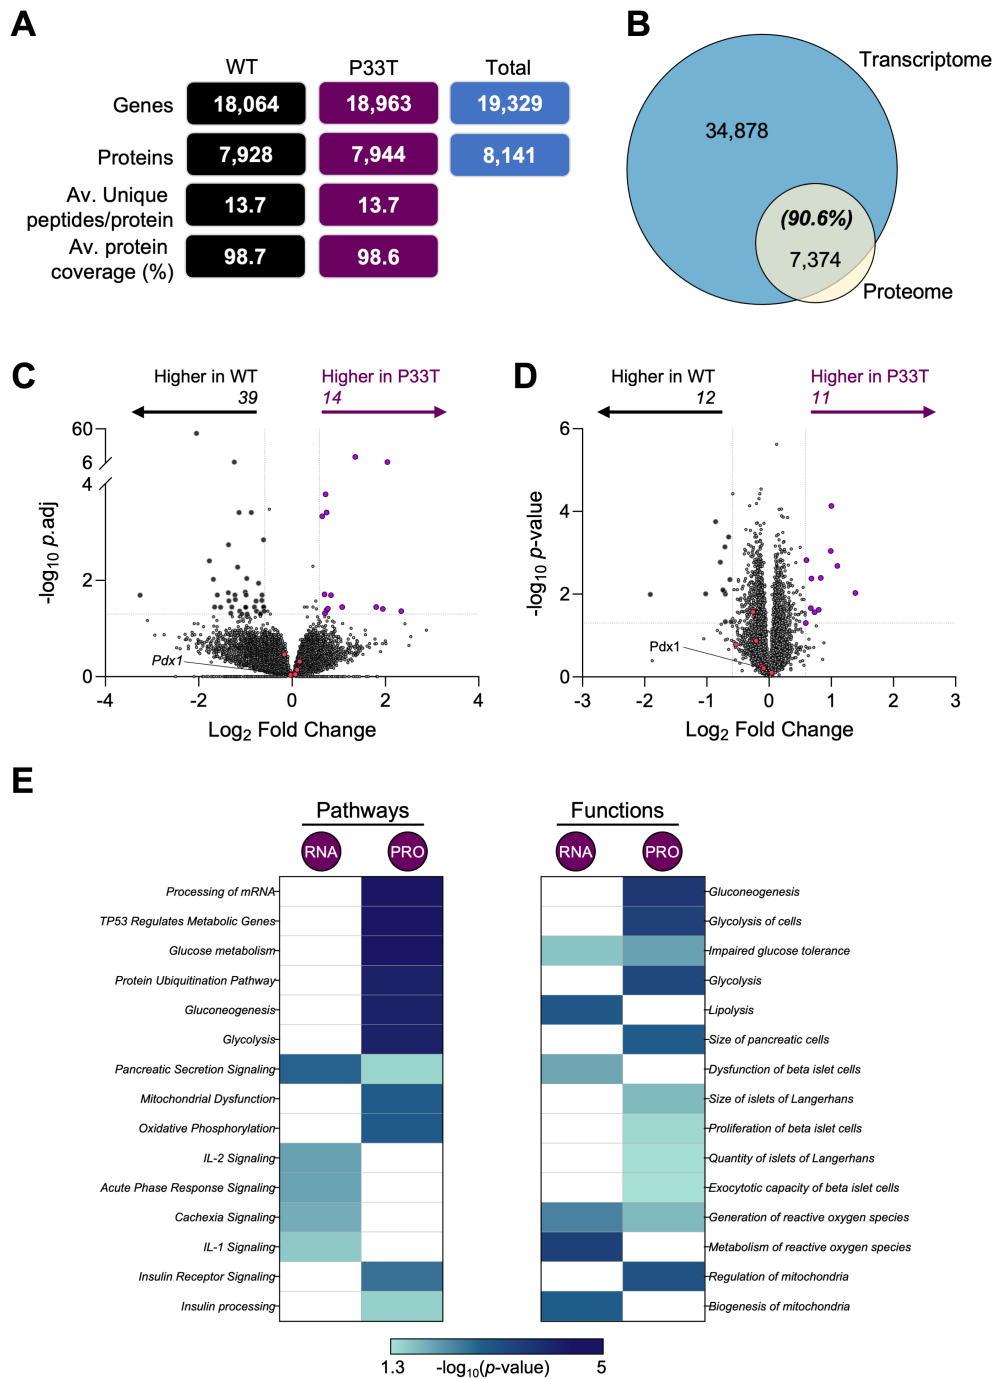 A
WT P33T Total
Genes 18,064 18,963 19,329
Proteins 7,928 7,944 8,141
Av. Unique
peptides/protein 13.7 13.7
Av. protein
coverage (%) 98.7 98.6
B
Transcriptome
34,878
(90.6%)
7,374
Proteome
C
Higher in WT
39
Higher in P33T
14
60
6
4
2
0
-log10 p.adj
Pdx1
-4 -2 0 2 4
Log2 Fold Change
D
Higher in WT
12
Higher in P33T
11
6
4
2
0
-log10 p-value
Pdx1
-3 -2 -1 0 1 2 3
Log2 Fold Change
E
Pathways
RNA PRO
Processing of mRNA
TP53 Regulates Metabolic Genes
Glucose metabolism
Protein Ubiquitination Pathway
Gluconeogenesis
Glycolysis
Pancreatic Secretion Signaling
Mitochondrial Dysfunction
Oxidative Phosphorylation
IL-2 Signaling
Acute Phase Response Signaling
Cachexia Signaling
IL-1 Signaling
Insulin Receptor Signaling
Insulin processing
Functions
RNA PRO
Gluconeogenesis
Glycolysis of cells
Impaired glucose tolerance
Glycolysis
Lipolysis
Size of pancreatic cells
Dysfunction of beta islet cells
Size of islets of Langerhans
Proliferation of beta islet cells
Quantity of islets of Langerhans
Exocytotic capacity of beta islet cells
Generation of reactive oxygen species
Metabolism of reactive oxygen species
Regulation of mitochondria
Biogenesis of mitochondria
1.3 -log10(p-value) 5